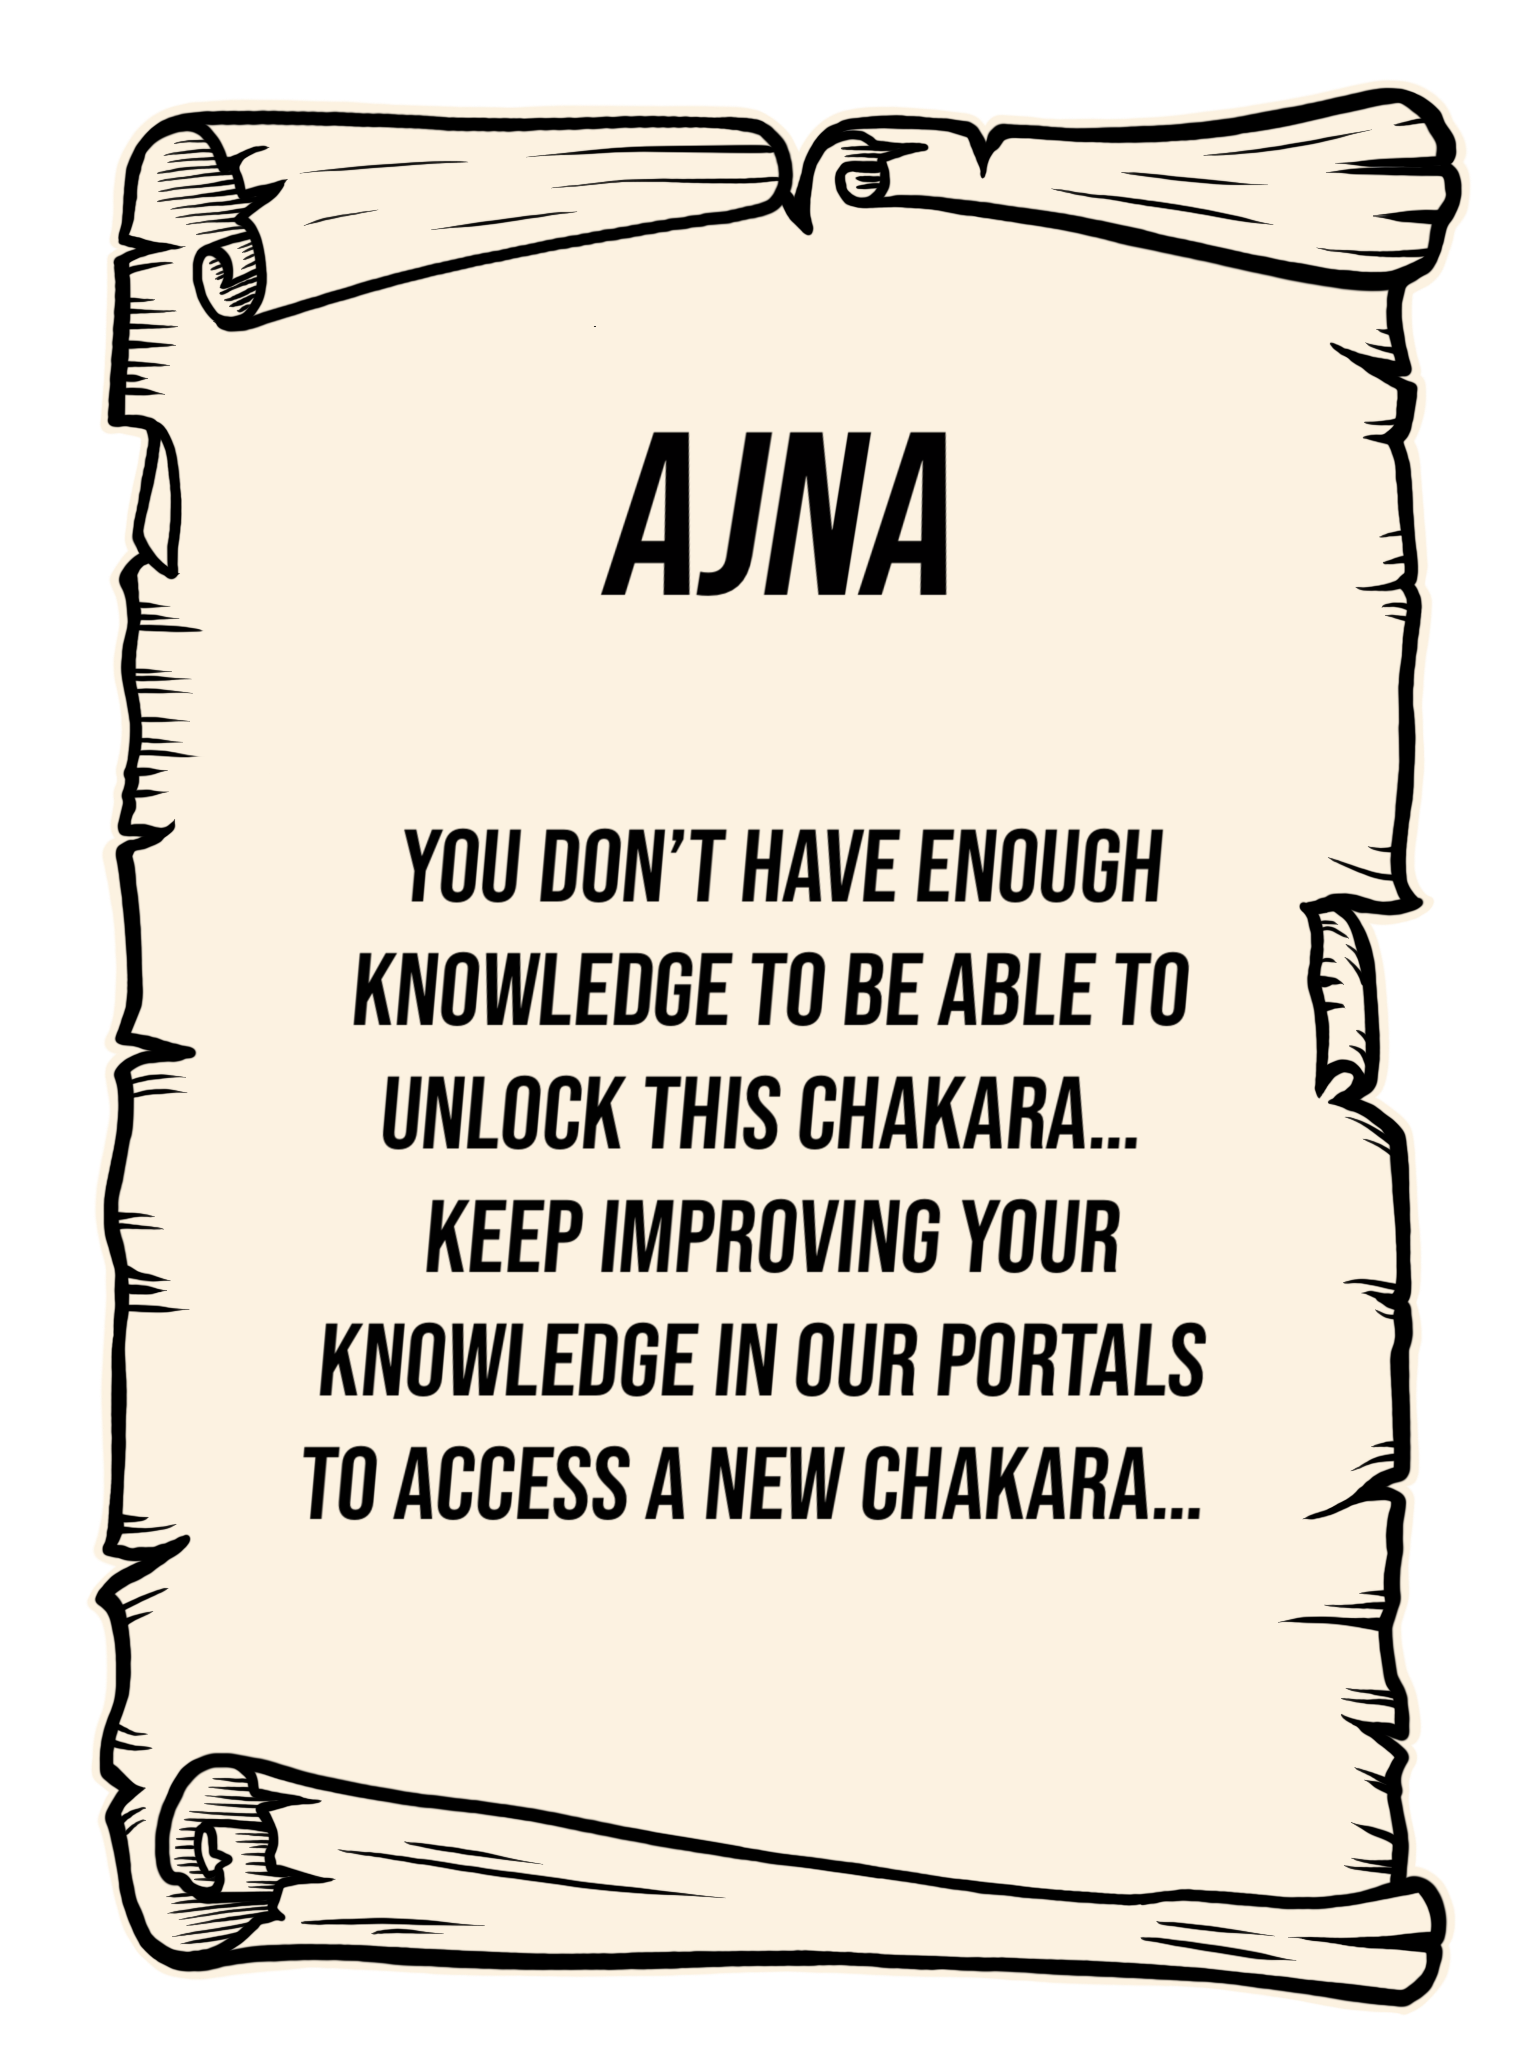 AJNA
YOU DON'T HAVE ENOUGH
KNOWLEDGE TO BE ABLE TO
UNLOCK THIS CHAKARA...
KEEP IMPROVING YOUR
KNOWLEDGE IN OUR PORTALS
TO ACCESS A NEW CHAKARA...